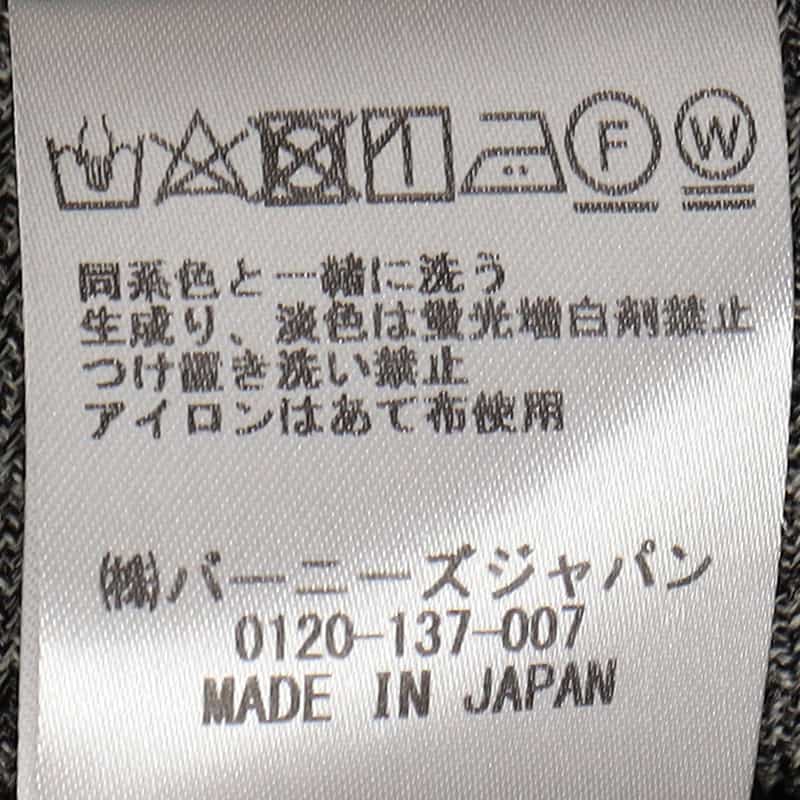 F W
同系色と一緒に洗う
生成り、淡色は蛍光増白剤禁止
つけ置き洗い禁止
アイロンはあて布使用
㈱バーニーズジャパン
0120-137-007
MADE IN JAPAN